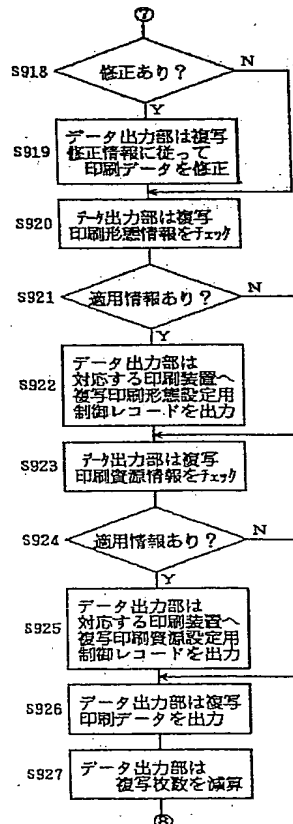 ⑦
S918
修正あり?
N
Y
S919
データ出力部は複写
修正情報に従って
印刷データを修正
S920
データ出力部は複写
印刷形態情報をチェック
S921
適用情報あり?
N
Y
S922
データ出力部は
対応する印刷装置へ
複写印刷形態設定用
制御レコードを出力
S923
データ出力部は複写
印刷資源情報をチェック
S924
適用情報あり?
N
Y
S925
データ出力部は
対応する印刷装置へ
複写印刷資源設定用
制御レコードを出力
S926
データ出力部は複写
印刷データを出力
S927
データ出力部は
複写枚数を減算
⑧